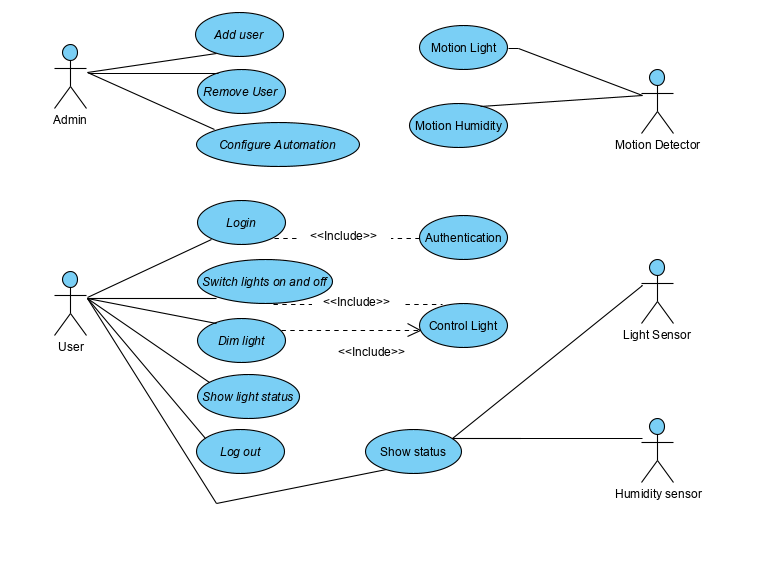 Add user
Motion Light
Remove User
Admin
Motion Humidity
Configure Automation
Motion Detector
Login
<<Include>>
Authentication
Switch lights on and off
<<Include>>
Control Light
Light Sensor
Dim light
User
<<Include>>
Show light status
Log out
Show status
Humidity sensor